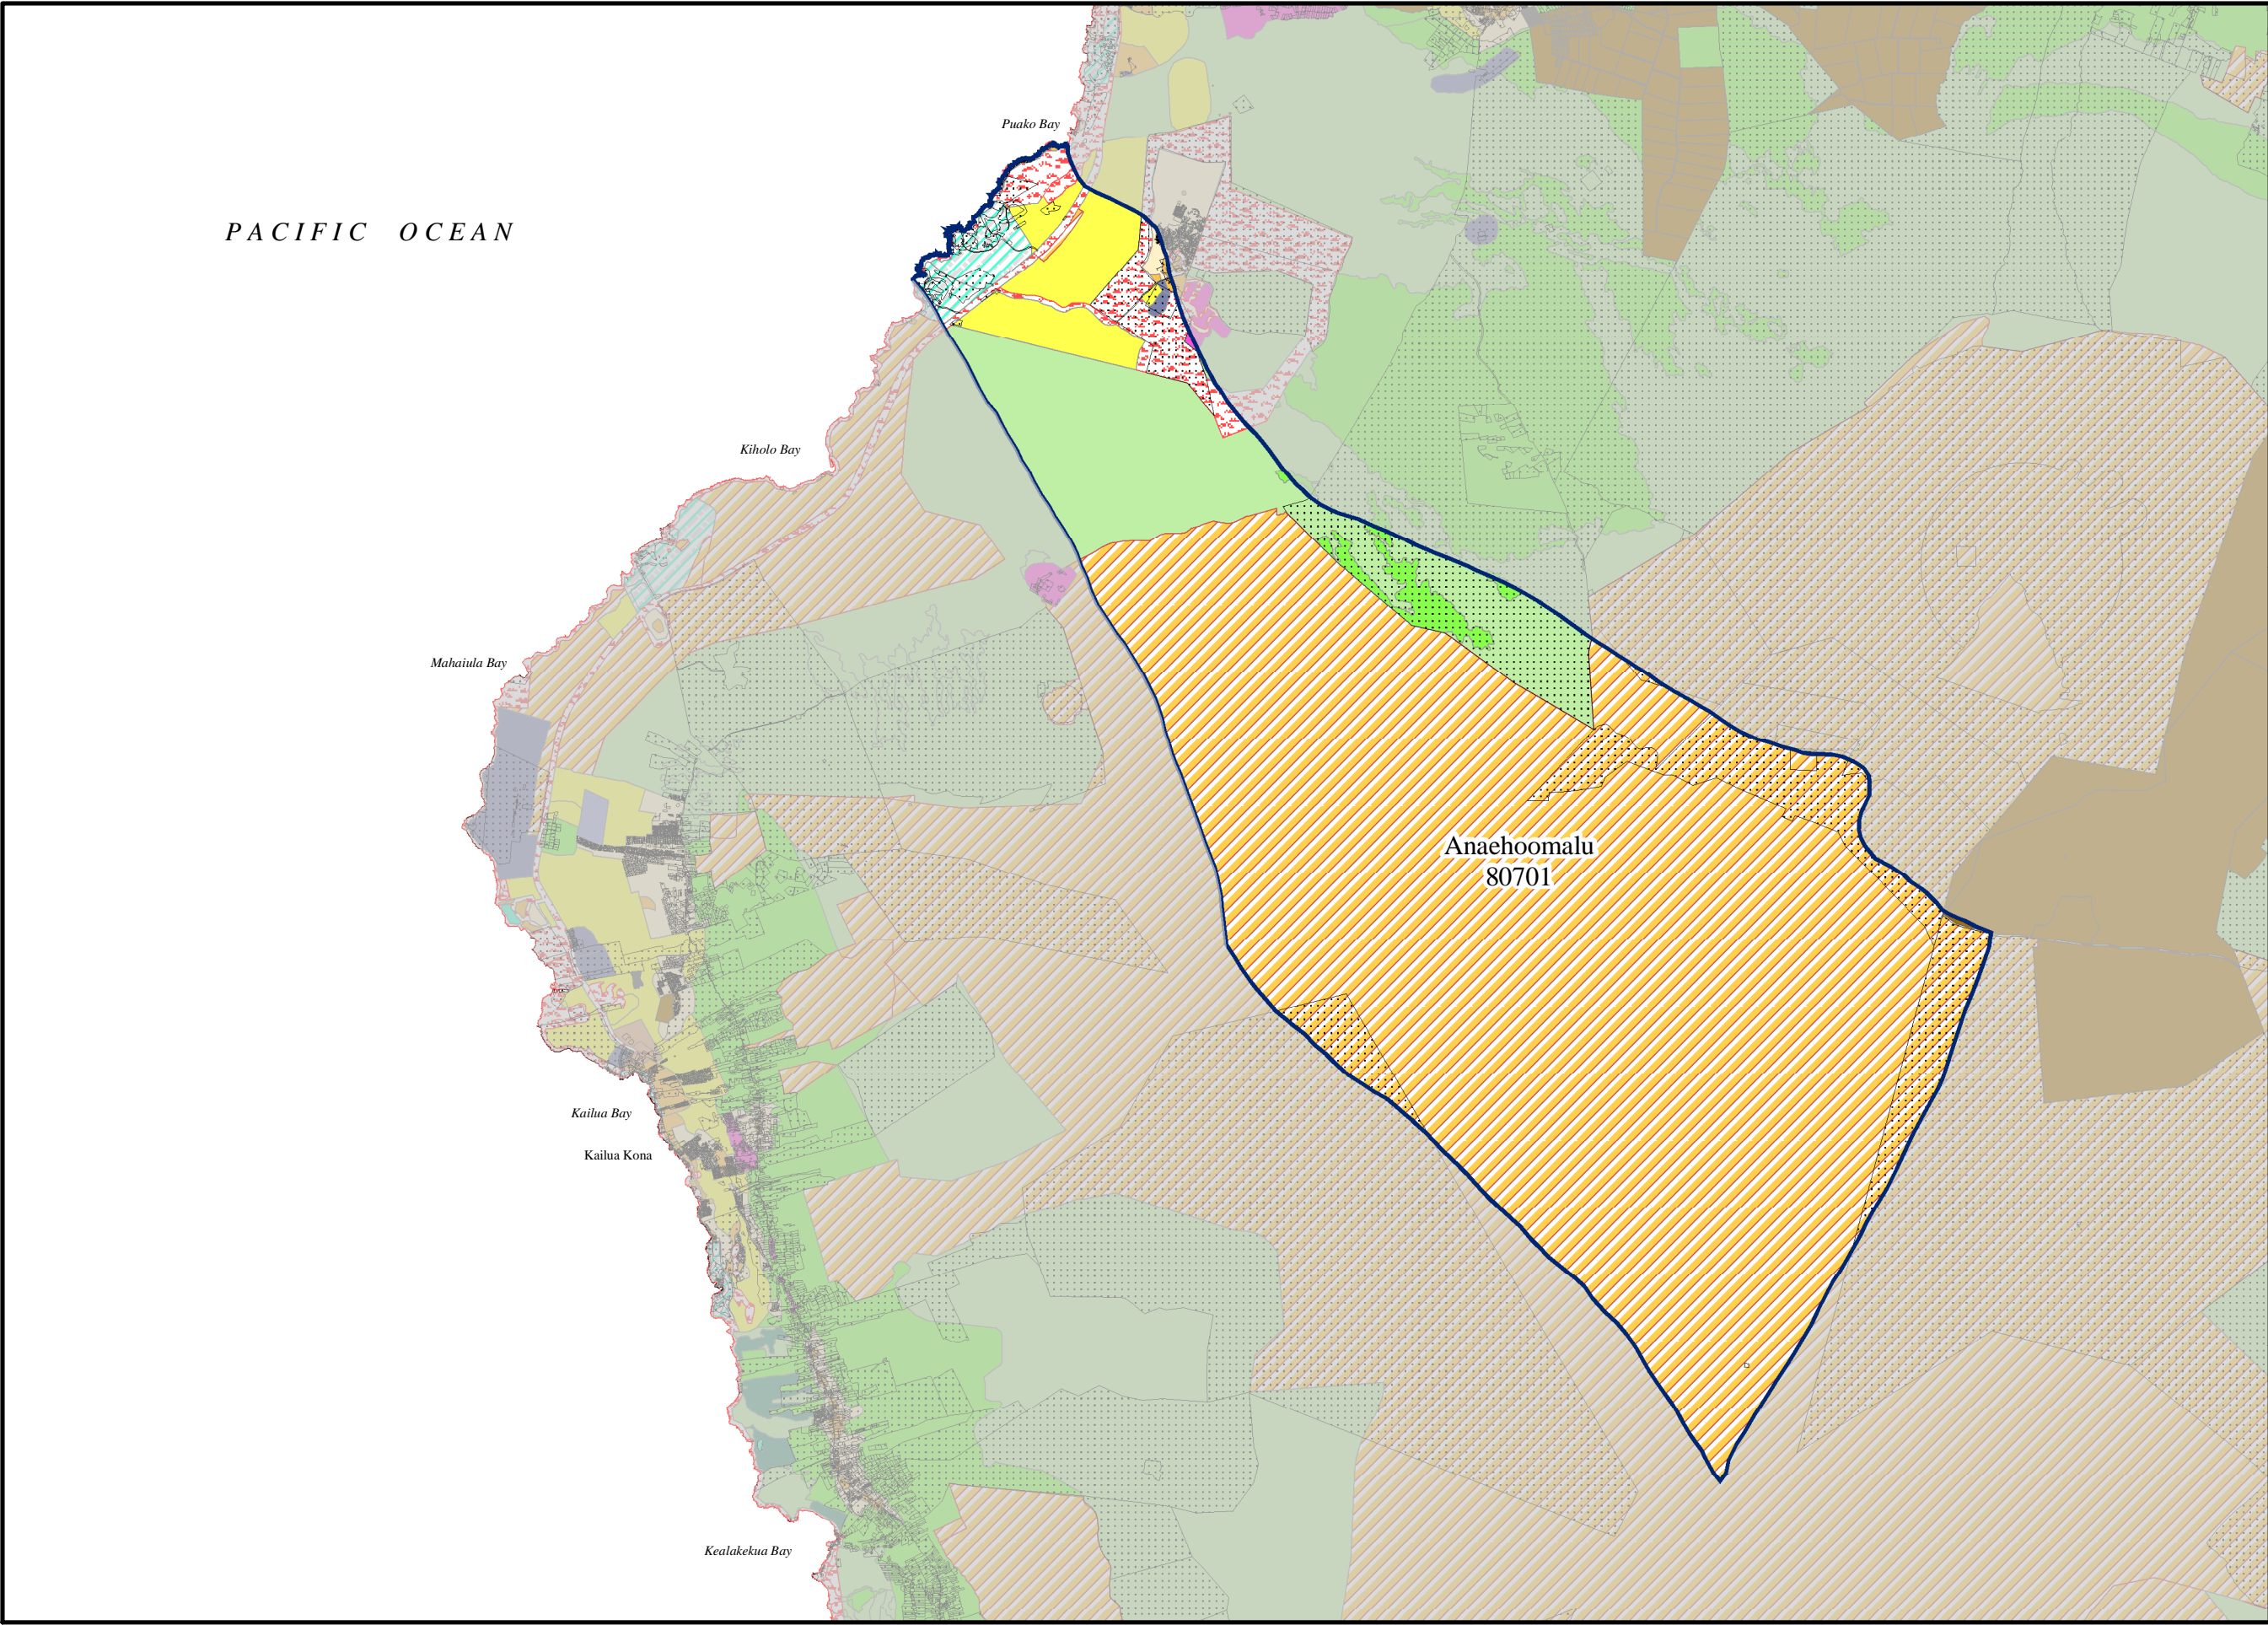 Puako Bay
PACIFIC OCEAN
Kiholo Bay
Mahaiula Bay
Anaehoomalu
80701
Kailua Bay
Kailua Kona
Kealakekua Bay